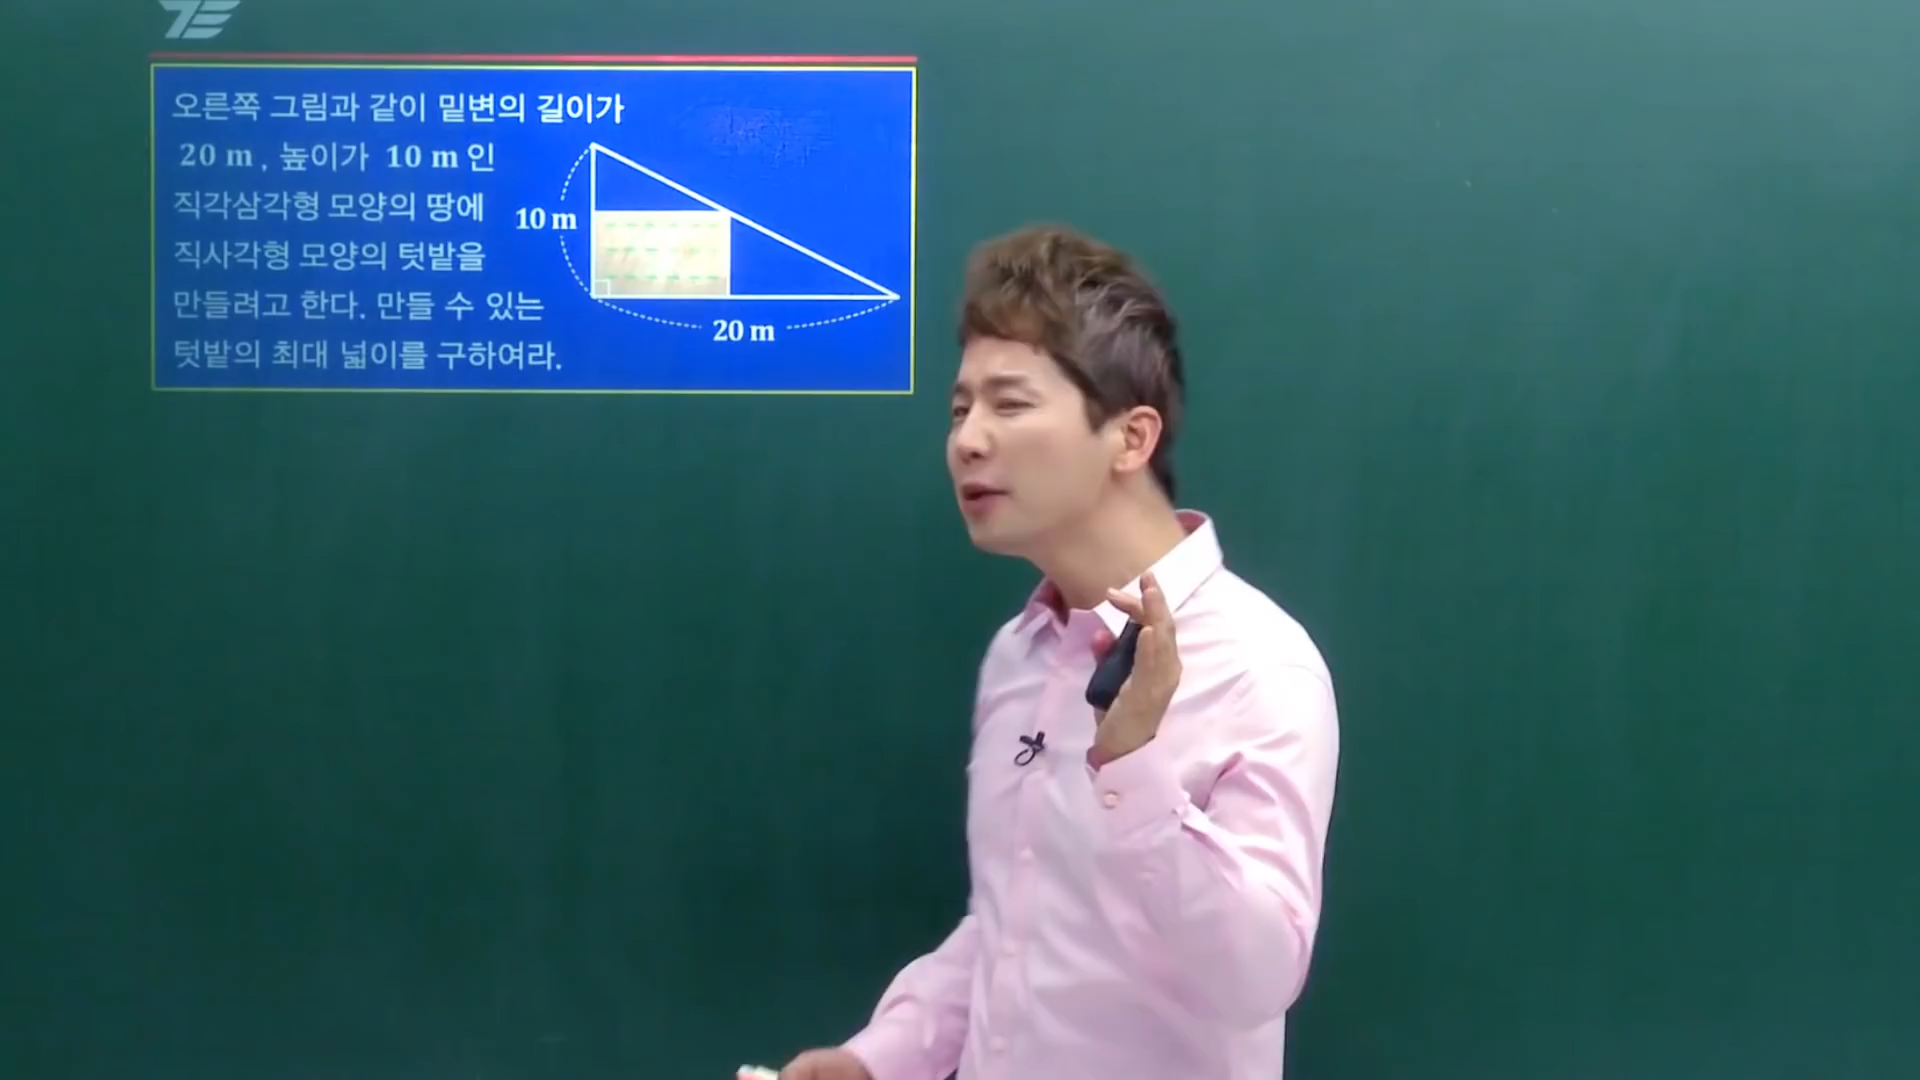 오른쪽 그림과 같이 밑변의 길이가
20 m , 높이가 10 m 인
직각삼각형 모양의 땅에
직사각형 모양의 텃밭을
만들려고 한다. 만들 수 있는
텃밭의 최대 넓이를 구하여라.
10 m
20 m